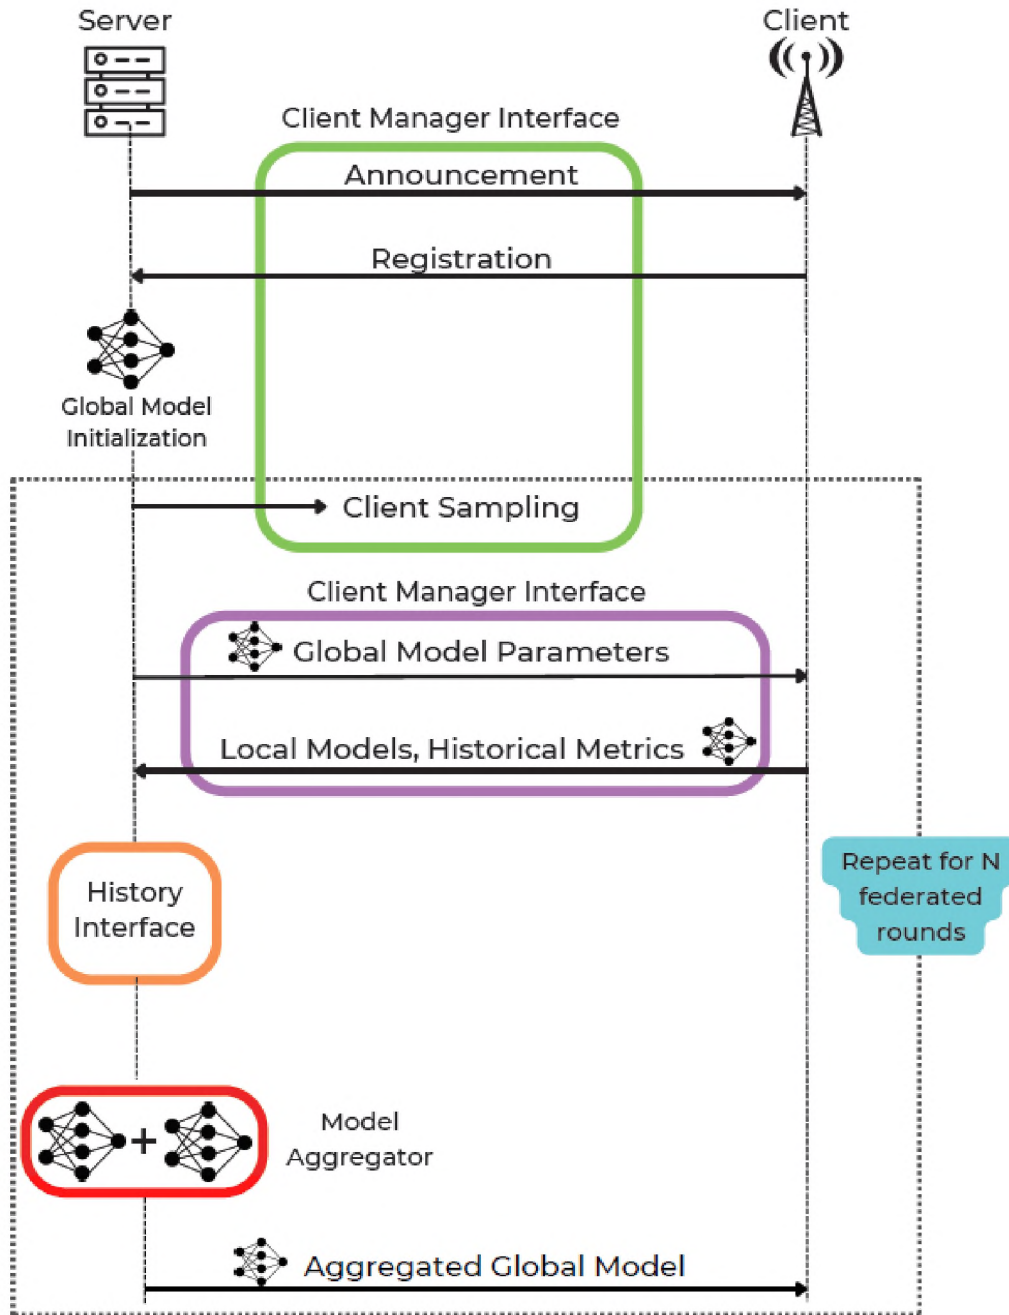 Server
Client
Client Manager Interface
Announcement
Registration
Global Model
Initialization
Client Sampling
Client Manager Interface
Global Model Parameters
Local Models, Historical Metrics
History
Interface
Repeat for N
federated
rounds
Model
Aggregator
Aggregated Global Model